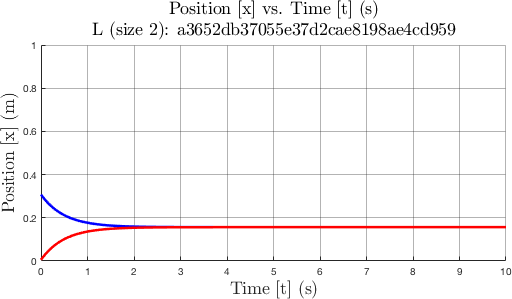 Position [x] vs. Time [t] (s)
L (size 2): a3652db37055e37d2cae8198ae4cd959
Position [x] (m)
1
0.8
0.6
0.4
0.2
0
0 1 2 3 4 5 6 7 8 9 10
Time [t] (s)